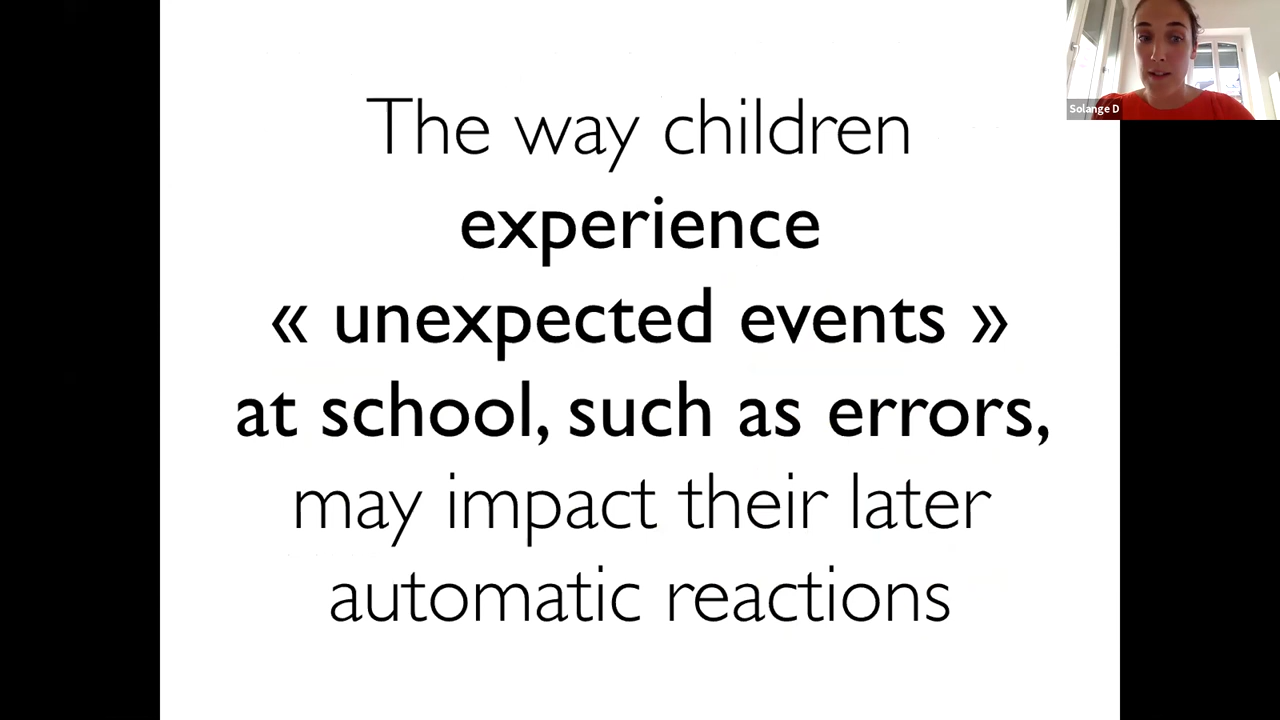 The way children
experience
« unexpected events »
at school, such as errors,
may impact their later
automatic reactions
Solange D